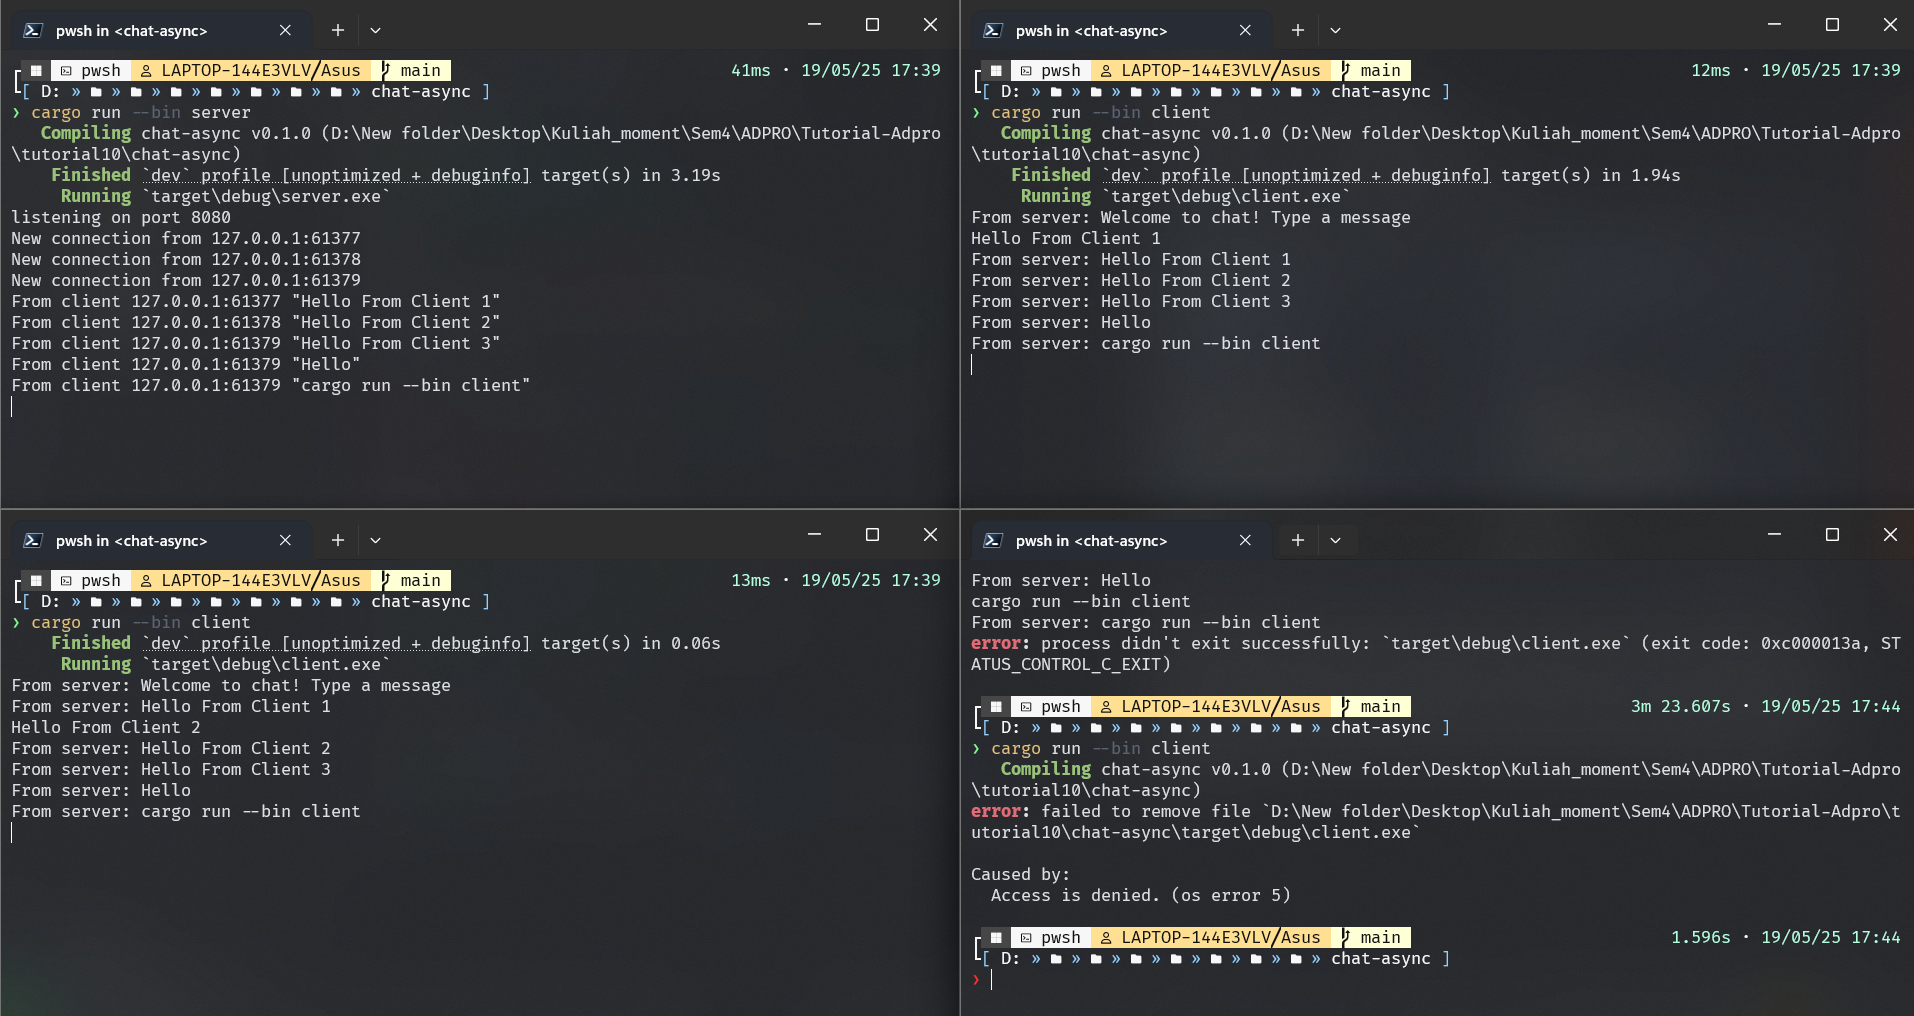 pwsh in <chat-async>
pwsh LAPTOP-144E3VLV/Asus main 41ms · 19/05/25 17:39
[ D: » » » » » » » » chat-async ]
❯ cargo run --bin server
Compiling chat-async v0.1.0 (D:\New folder\Desktop\Kuliah_moment\Sem4\ADPRO\Tutorial-Adpro
\tutorial10\chat-async)
Finished `dev` profile [unoptimized + debuginfo] target(s) in 3.19s
Running `target\debug\server.exe`
listening on port 8080
New connection from 127.0.0.1:61377
New connection from 127.0.0.1:61378
New connection from 127.0.0.1:61379
From client 127.0.0.1:61377 "Hello From Client 1"
From client 127.0.0.1:61378 "Hello From Client 2"
From client 127.0.0.1:61379 "Hello From Client 3"
From client 127.0.0.1:61379 "Hello"
From client 127.0.0.1:61379 "cargo run --bin client"
pwsh in <chat-async>
pwsh LAPTOP-144E3VLV/Asus main 12ms · 19/05/25 17:39
[ D: » » » » » » » » chat-async ]
❯ cargo run --bin client
Compiling chat-async v0.1.0 (D:\New folder\Desktop\Kuliah_moment\Sem4\ADPRO\Tutorial-Adpro
\tutorial10\chat-async)
Finished `dev` profile [unoptimized + debuginfo] target(s) in 1.94s
Running `target\debug\client.exe`
From server: Welcome to chat! Type a message
Hello From Client 1
From server: Hello From Client 1
From server: Hello From Client 2
From server: Hello From Client 3
From server: Hello
From server: cargo run --bin client
pwsh in <chat-async>
pwsh LAPTOP-144E3VLV/Asus main 13ms · 19/05/25 17:39
[ D: » » » » » » » » chat-async ]
❯ cargo run --bin client
Finished `dev` profile [unoptimized + debuginfo] target(s) in 0.06s
Running `target\debug\client.exe`
From server: Welcome to chat! Type a message
From server: Hello From Client 1
Hello From Client 2
From server: Hello From Client 2
From server: Hello From Client 3
From server: Hello
From server: cargo run --bin client
pwsh in <chat-async>
From server: Hello
cargo run --bin client
From server: cargo run --bin client
error: process didn't exit successfully: `target\debug\client.exe` (exit code: 0xc000013a, ST
ATUS_CONTROL_C_EXIT)
pwsh LAPTOP-144E3VLV/Asus main 3m 23.607s · 19/05/25 17:44
[ D: » » » » » » » » chat-async ]
❯ cargo run --bin client
Compiling chat-async v0.1.0 (D:\New folder\Desktop\Kuliah_moment\Sem4\ADPRO\Tutorial-Adpro
\tutorial10\chat-async)
error: failed to remove file `D:\New folder\Desktop\Kuliah_moment\Sem4\ADPRO\Tutorial-Adpro\t
utorial10\chat-async\target\debug\client.exe`
Caused by:
Access is denied. (os error 5)
pwsh LAPTOP-144E3VLV/Asus main 1.596s · 19/05/25 17:44
[ D: » » » » » » » » chat-async ]
❯